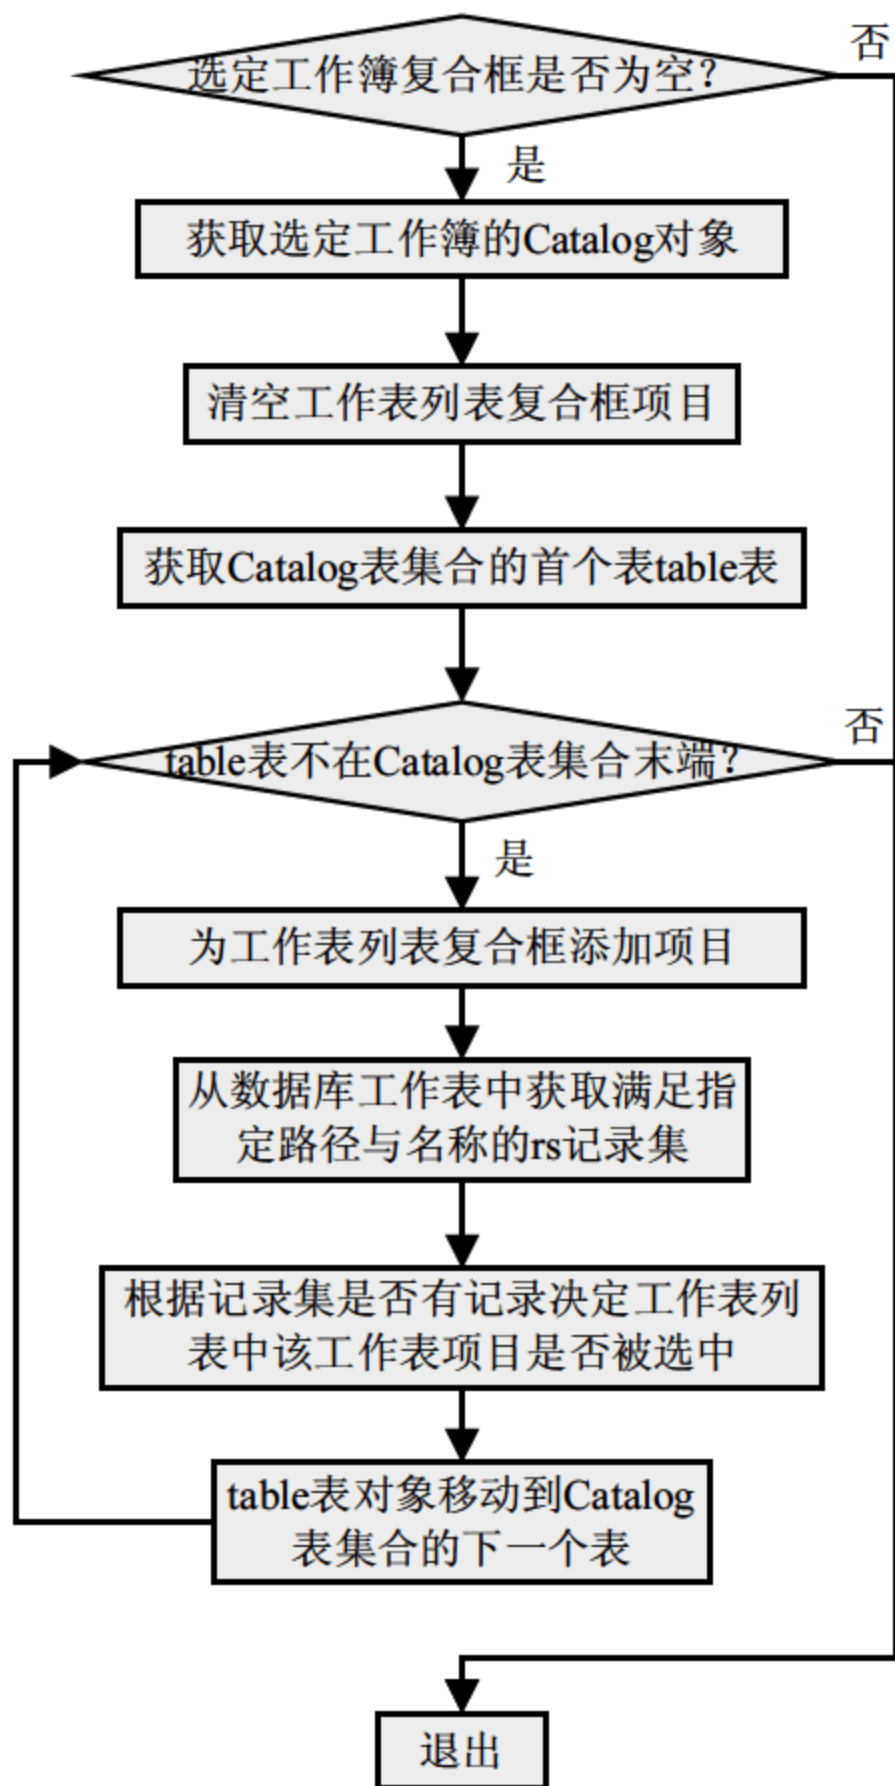 选定工作簿复合框是否为空？
否
是
获取选定工作簿的Catalog对象
清空工作表列表复合框项目
获取Catalog表集合的首个表table表
table表不在Catalog表集合末端？
否
是
为工作表列表复合框添加项目
从数据库工作表中获取满足指
定路径与名称的rs记录集
根据记录集是否有记录决定工作表列
表中该工作表项目是否被选中
table表对象移动到Catalog
表集合的下一个表
退出